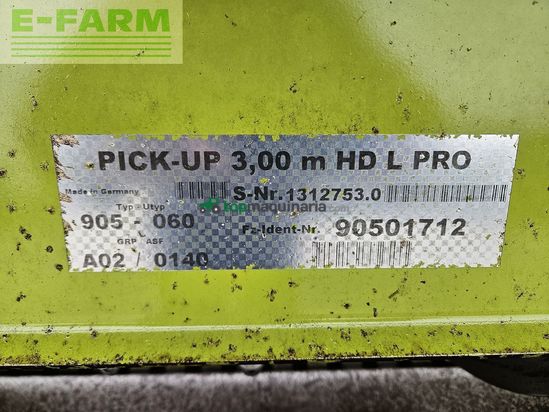 E-FARM
PICK-UP 3,00 m HD L PRO
Made in Germany
S-Nr.1312753.0
Typ - Utyp
905 - 060
topmaquinaria
Fz-Ident-Nr. 90501712
GRP / ASF
A02 / 0140